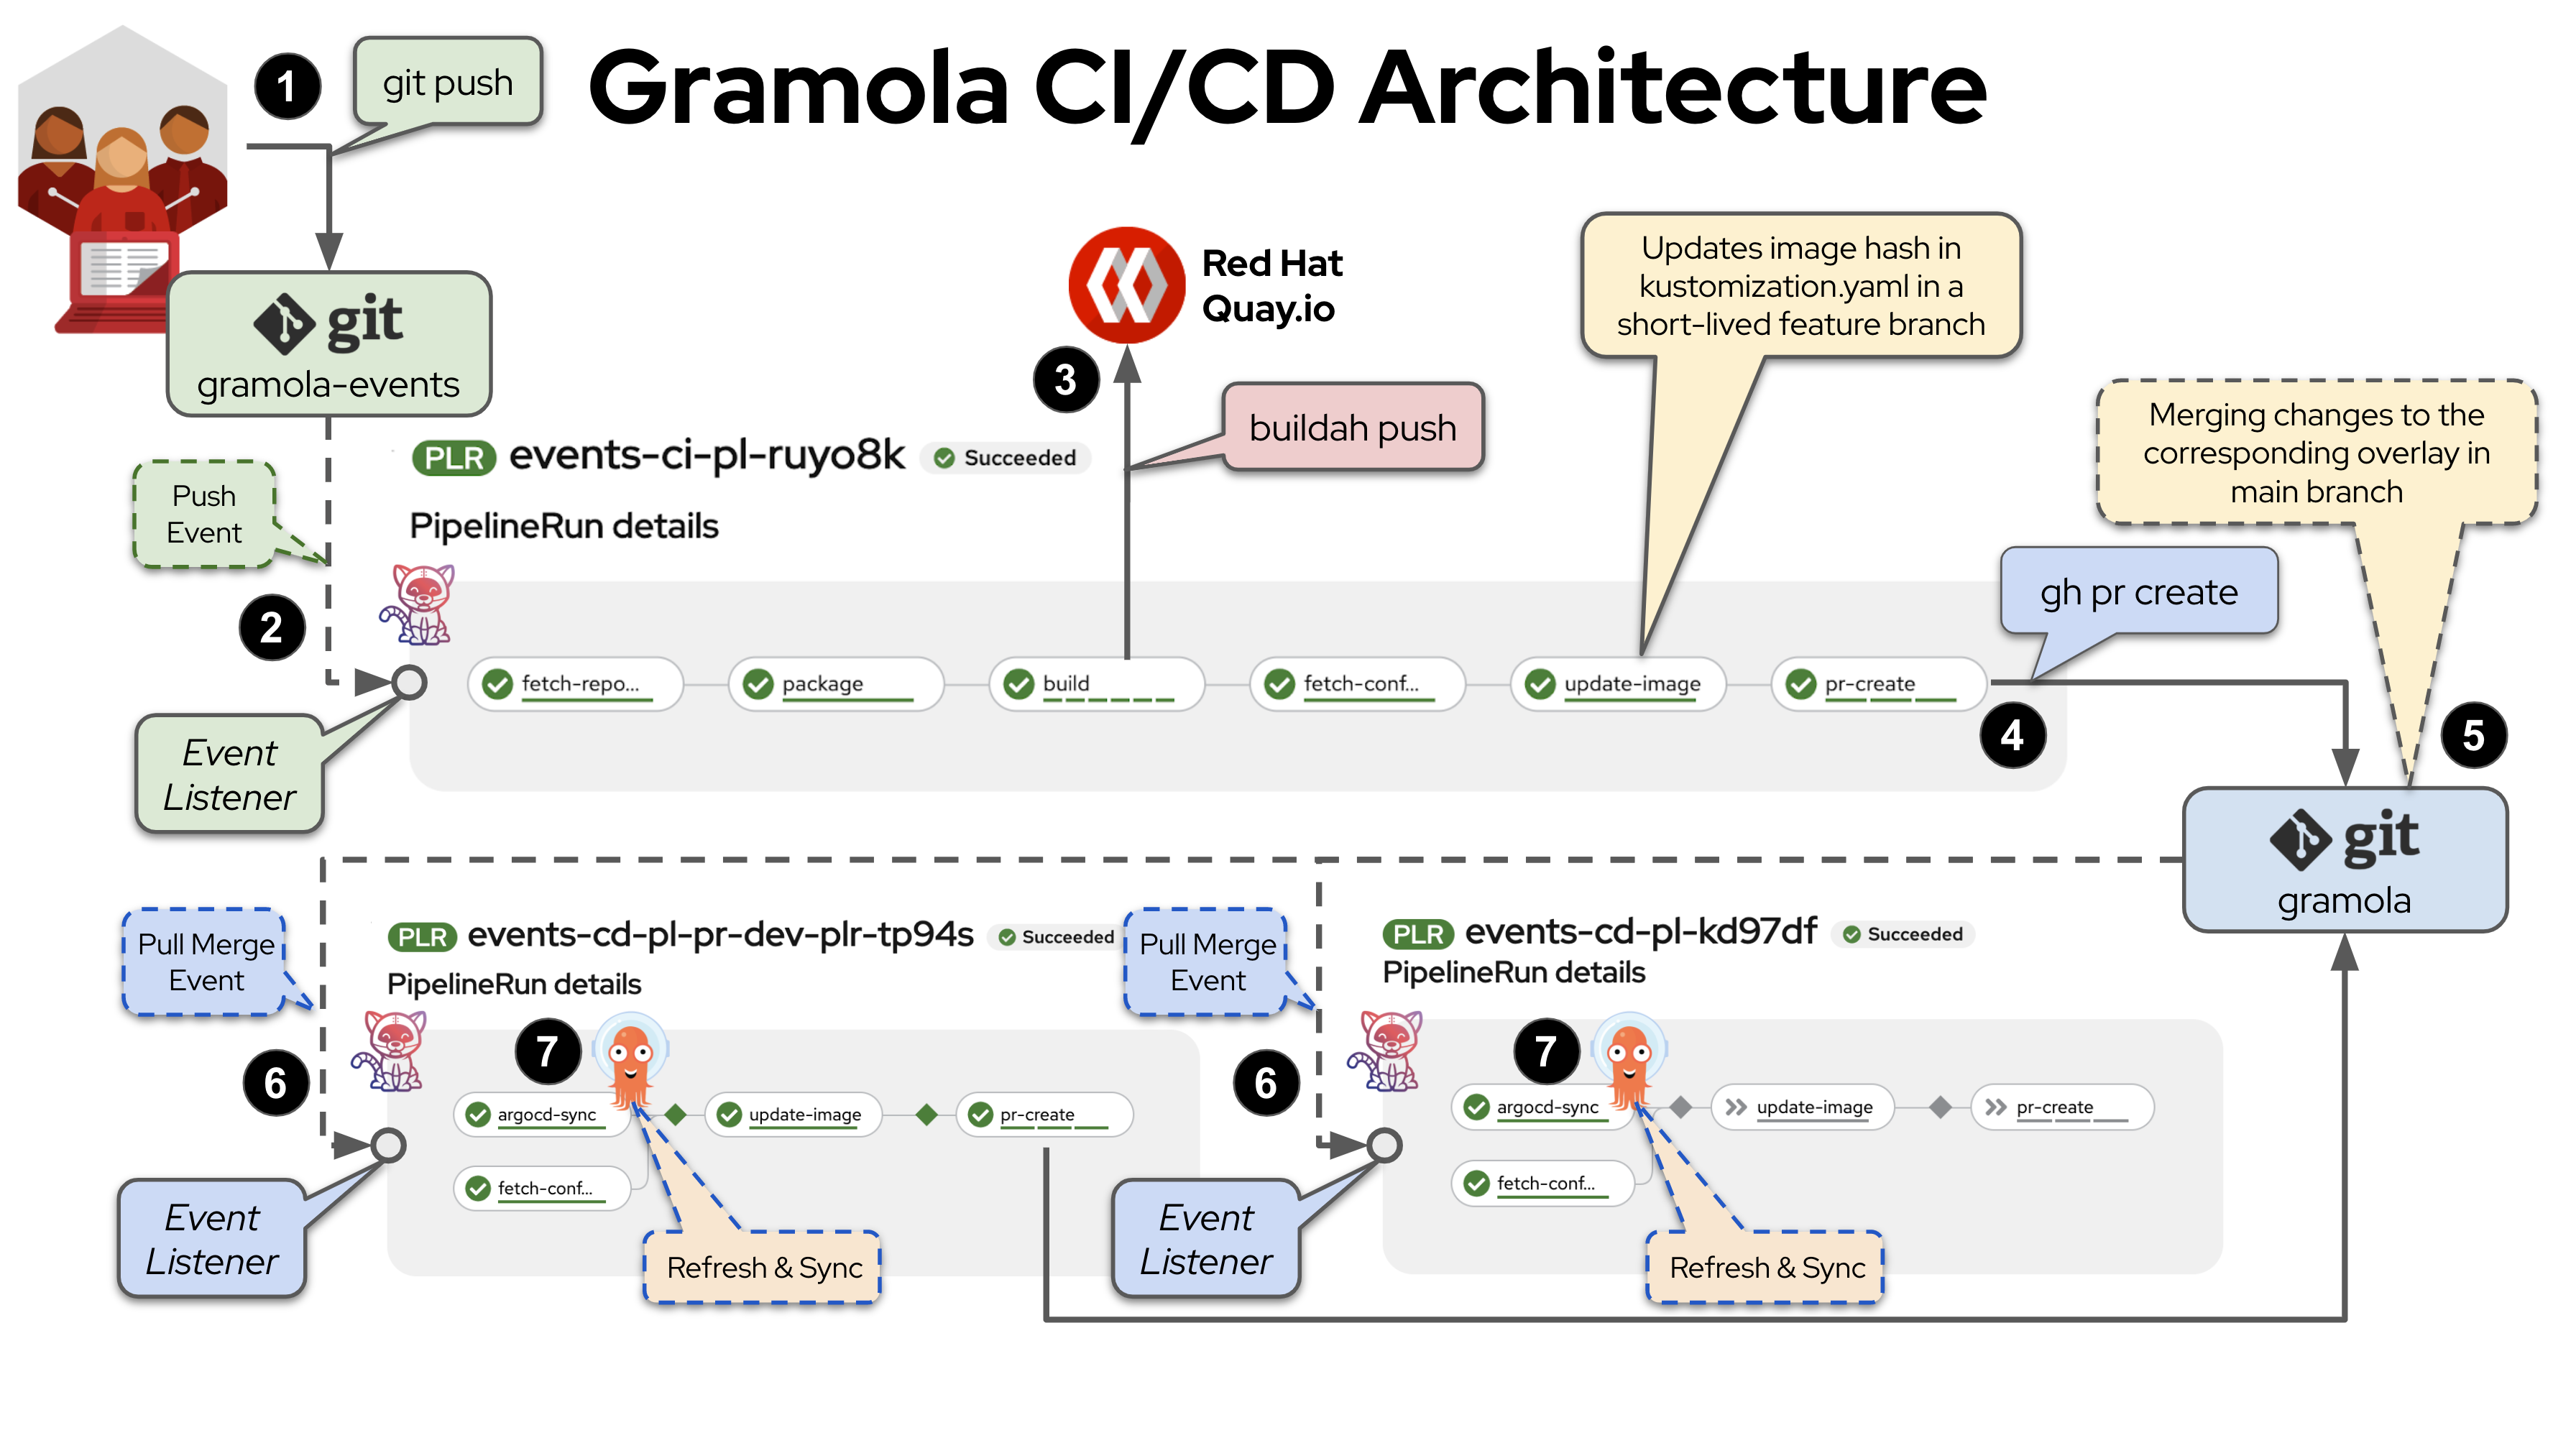 Gramola CI/CD Architecture
1
git push
git
gramola-events
Red Hat
Quay.io
3
buildah push
Updates image hash in
kustomization.yaml in a
short-lived feature branch
Merging changes to the
corresponding overlay in
main branch
Push
Event
2
PLR events-ci-pl-ruyo8k Succeeded
PipelineRun details
gh pr create
fetch-repo...
package
build
fetch-conf...
update-image
pr-create
4
5
Event
Listener
git
gramola
Pull Merge
Event
PLR events-cd-pl-pr-dev-plr-tp94s Succeeded
PipelineRun details
6
7
argocd-sync
update-image
pr-create
fetch-conf...
Event
Listener
Refresh & Sync
Pull Merge
Event
PLR events-cd-pl-kd97df Succeeded
PipelineRun details
6
7
argocd-sync
update-image
pr-create
fetch-conf...
Event
Listener
Refresh & Sync